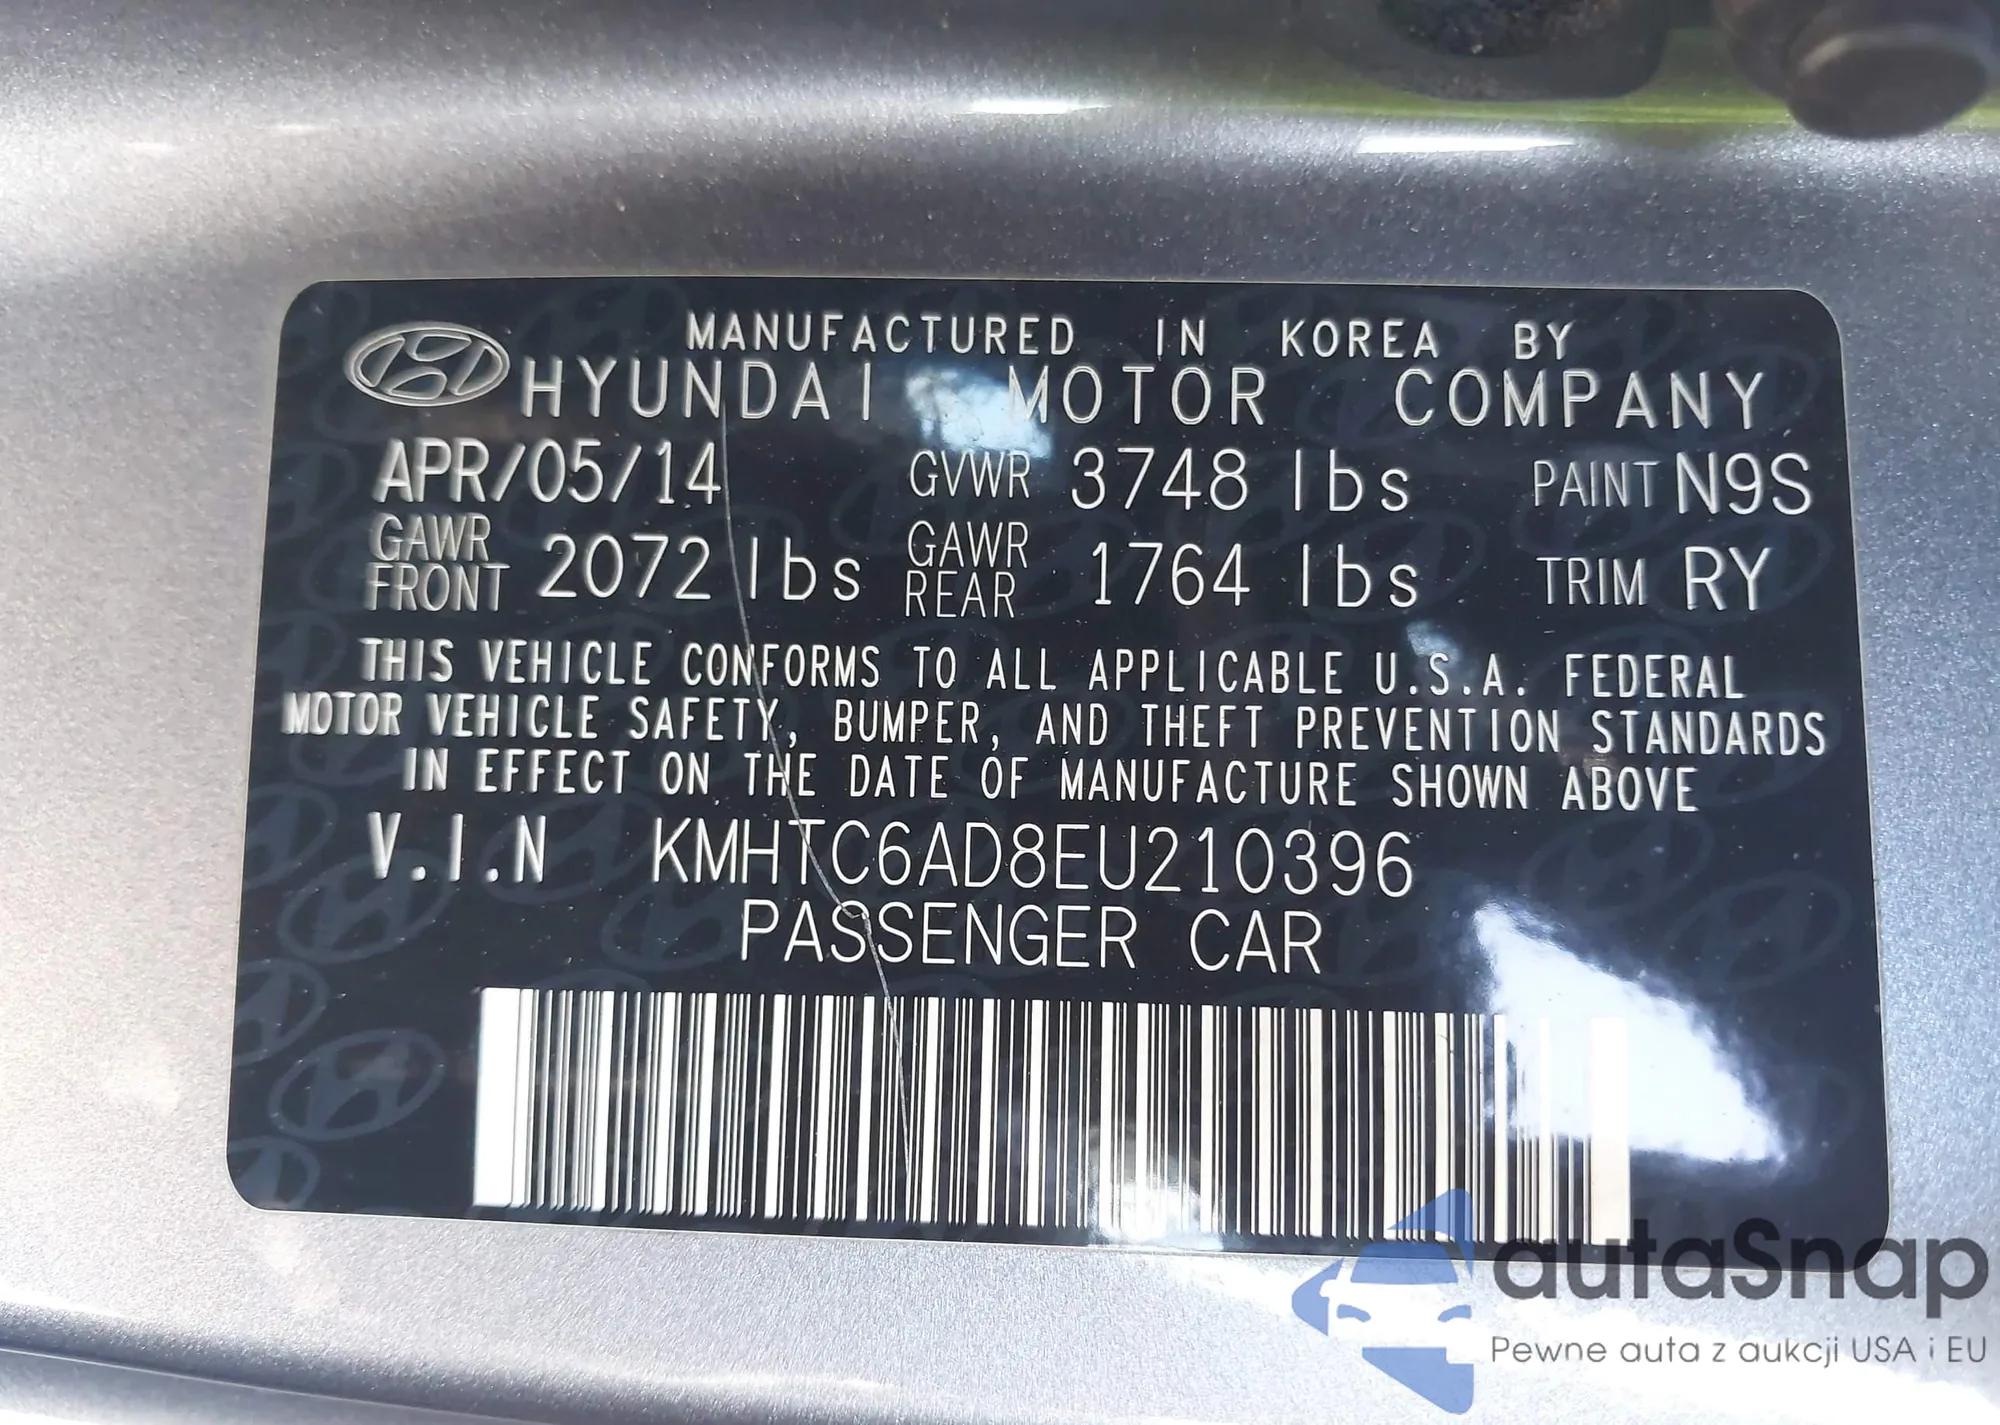 MANUFACTURED IN KOREA BY
HYUNDAI MOTOR COMPANY
APR/05/14 GVWR 3748 lbs PAINT N9S
GAWR FRONT 2072 lbs GAWR REAR 1764 lbs TRIM RY
THIS VEHICLE CONFORMS TO ALL APPLICABLE U.S.A. FEDERAL
MOTOR VEHICLE SAFETY, BUMPER, AND THEFT PREVENTION STANDARDS
IN EFFECT ON THE DATE OF MANUFACTURE SHOWN ABOVE
V.I.N KMHTC6AD8EU210396
PASSENGER CAR
autaSnap
Pewne auta z aukcji USA i EU